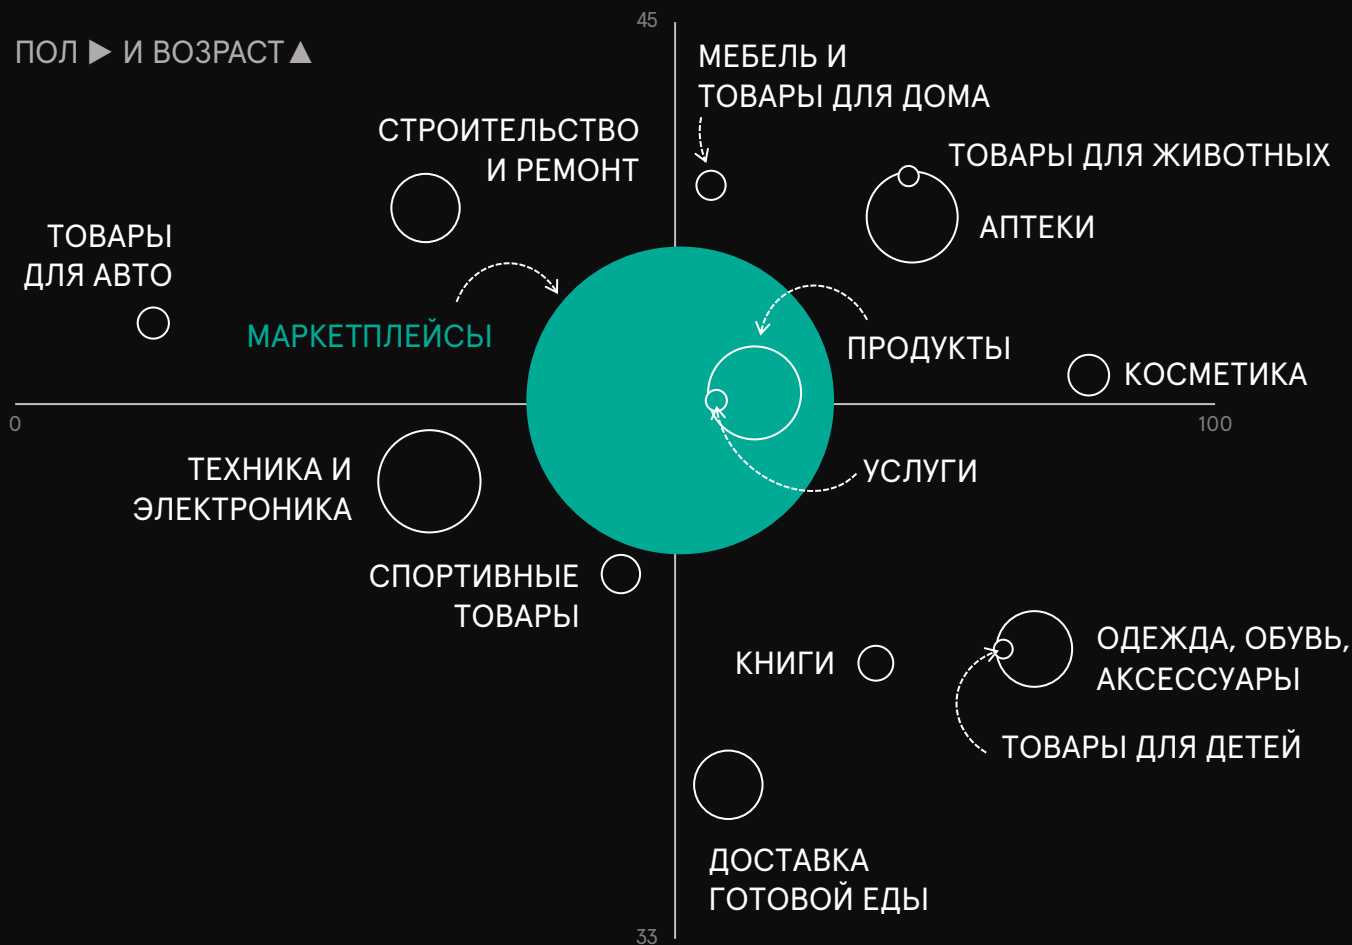 45
ПОЛ ▶ И ВОЗРАСТ▲
МЕБЕЛЬ И
ТОВАРЫ ДЛЯ ДОМА
СТРОИТЕЛЬСТВО
И РЕМОНТ
ТОВАРЫ ДЛЯ ЖИВОТНЫХ
АПТЕКИ
ТОВАРЫ
ДЛЯ АВТО
МАРКЕТПЛЕЙСЫ
ПРОДУКТЫ
КОСМЕТИКА
0
100
ТЕХНИКА И
ЭЛЕКТРОНИКА
УСЛУГИ
СПОРТИВНЫЕ
ТОВАРЫ
КНИГИ
ОДЕЖДА, ОБУВЬ,
АКСЕССУАРЫ
ТОВАРЫ ДЛЯ ДЕТЕЙ
ДОСТАВКА
ГОТОВОЙ ЕДЫ
33